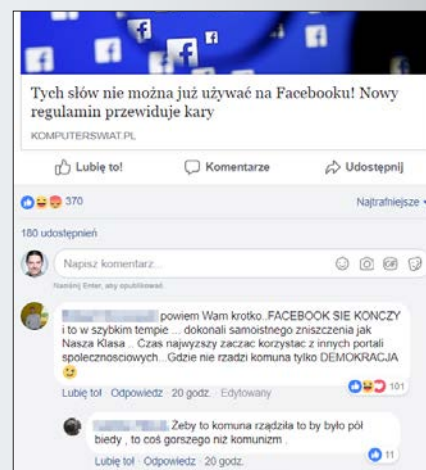 Tych słów nie można już używać na Facebooku! Nowy
regulamin przewiduje kary
KOMPUTERSWIAT.PL
Lubię to! Komentarze Udostępnij
370 Najtrafniejsze
180 udostępnień
Napisz komentarz... GIF
Naciśnij Enter, aby opublikować.
powiem Wam krotko..FACEBOOK SIE KONCZY
i to w szybkim tempie ... dokonali samoistnego zniszczenia jak
Nasza Klasa .. Czas najwyzszy zaczac korzystac z innych portali
spolecznosciowych...Gdzie nie rzadzi komuna tylko DEMOKRACJA
101
Lubię to! · Odpowiedz · 20 godz. · Edytowany
Żeby to komuna rządziła to by było pół
biedy , to coś gorszego niż komunizm .
11
Lubię to! · Odpowiedz · 20 godz.